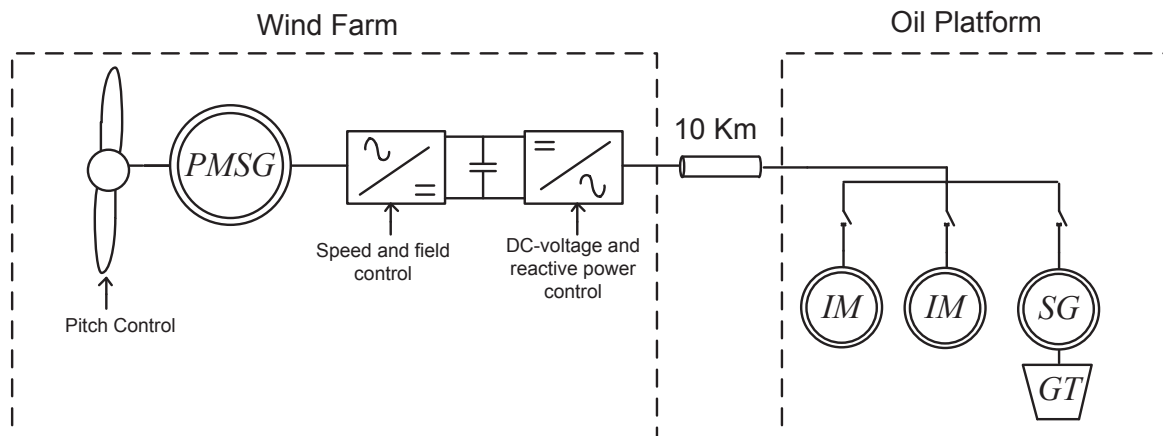 Wind Farm
Oil Platform
10 Km
PMSG
Speed and field
control
DC-voltage and
reactive power
control
Pitch Control
IM
IM
SG
GT